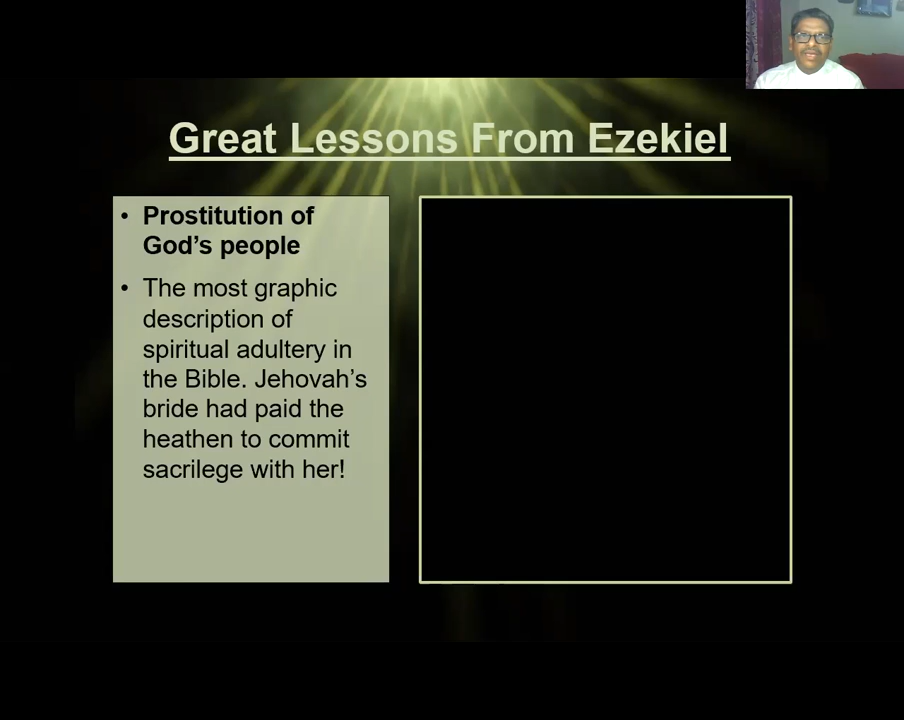 Great Lessons From Ezekiel
• Prostitution of
God’s people
• The most graphic
description of
spiritual adultery in
the Bible. Jehovah’s
bride had paid the
heathen to commit
sacrilege with her!